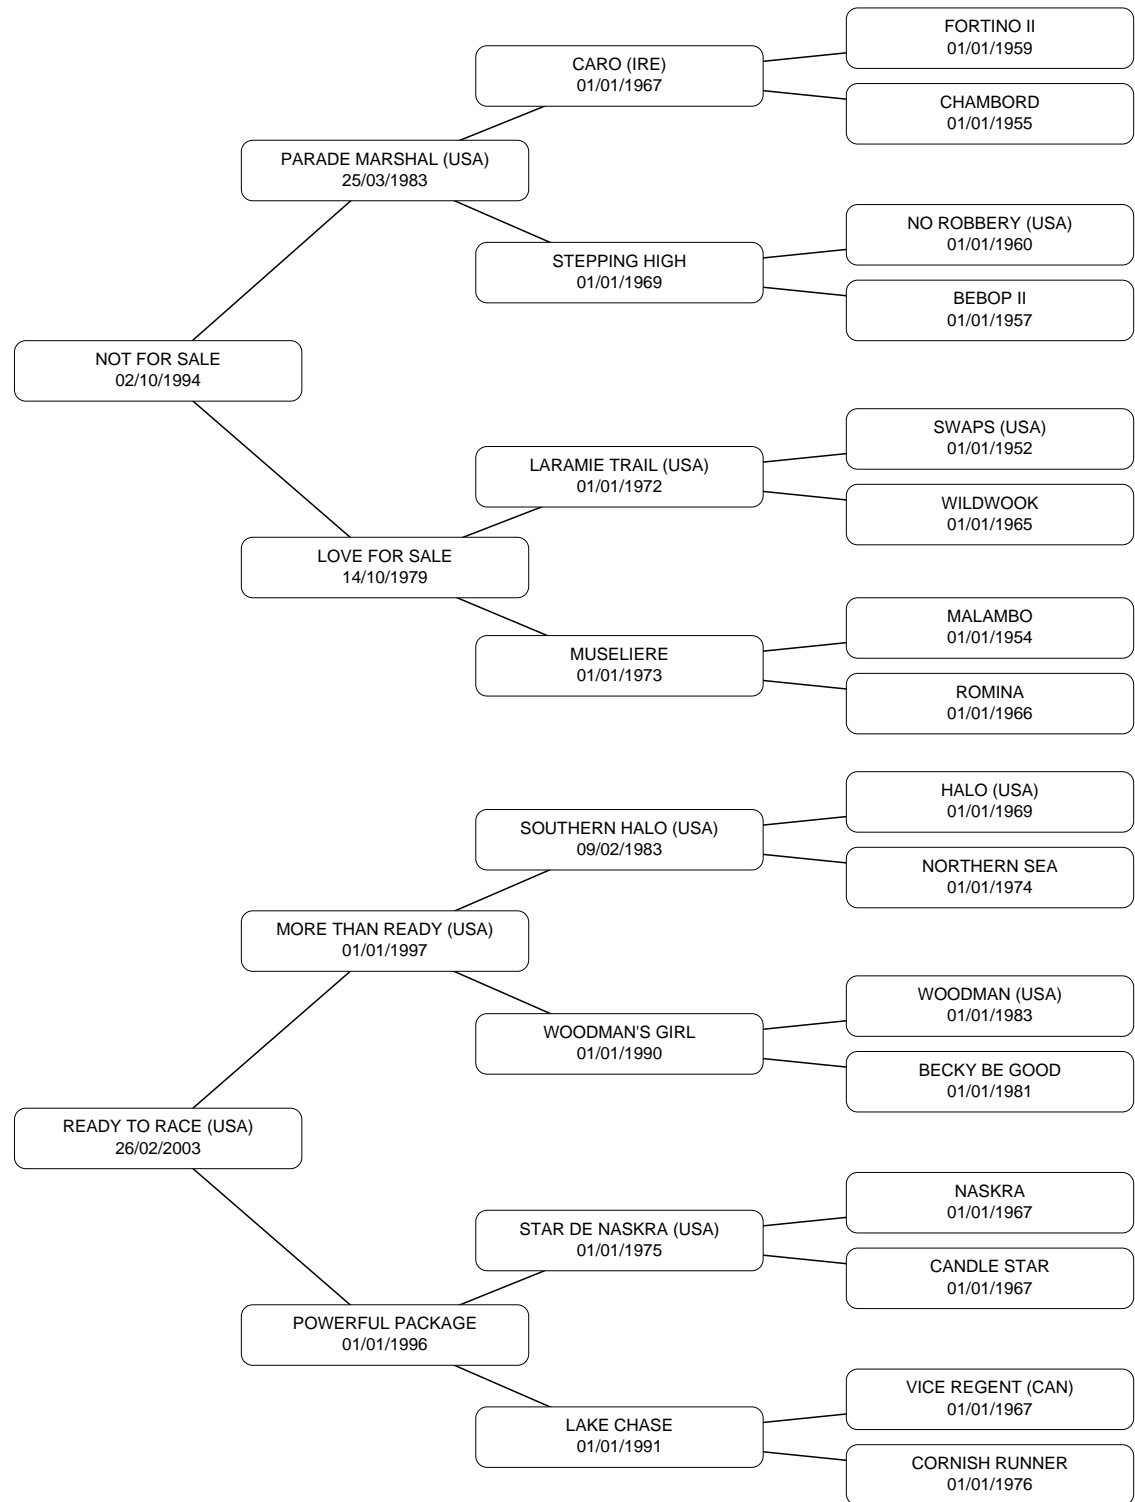 FORTINO II
01/01/1959
CARO (IRE)
01/01/1967
CHAMBORD
01/01/1955
PARADE MARSHAL (USA)
25/03/1983
NO ROBBERY (USA)
01/01/1960
STEPPING HIGH
01/01/1969
BEBOP II
01/01/1957
NOT FOR SALE
02/10/1994
SWAPS (USA)
01/01/1952
LARAMIE TRAIL (USA)
01/01/1972
WILDWOOK
01/01/1965
LOVE FOR SALE
14/10/1979
MALAMBO
01/01/1954
MUSELIERE
01/01/1973
ROMINA
01/01/1966
HALO (USA)
01/01/1969
SOUTHERN HALO (USA)
09/02/1983
NORTHERN SEA
01/01/1974
MORE THAN READY (USA)
01/01/1997
WOODMAN (USA)
01/01/1983
WOODMAN'S GIRL
01/01/1990
BECKY BE GOOD
01/01/1981
READY TO RACE (USA)
26/02/2003
NASKRA
01/01/1967
STAR DE NASKRA (USA)
01/01/1975
CANDLE STAR
01/01/1967
POWERFUL PACKAGE
01/01/1996
VICE REGENT (CAN)
01/01/1967
LAKE CHASE
01/01/1991
CORNISH RUNNER
01/01/1976